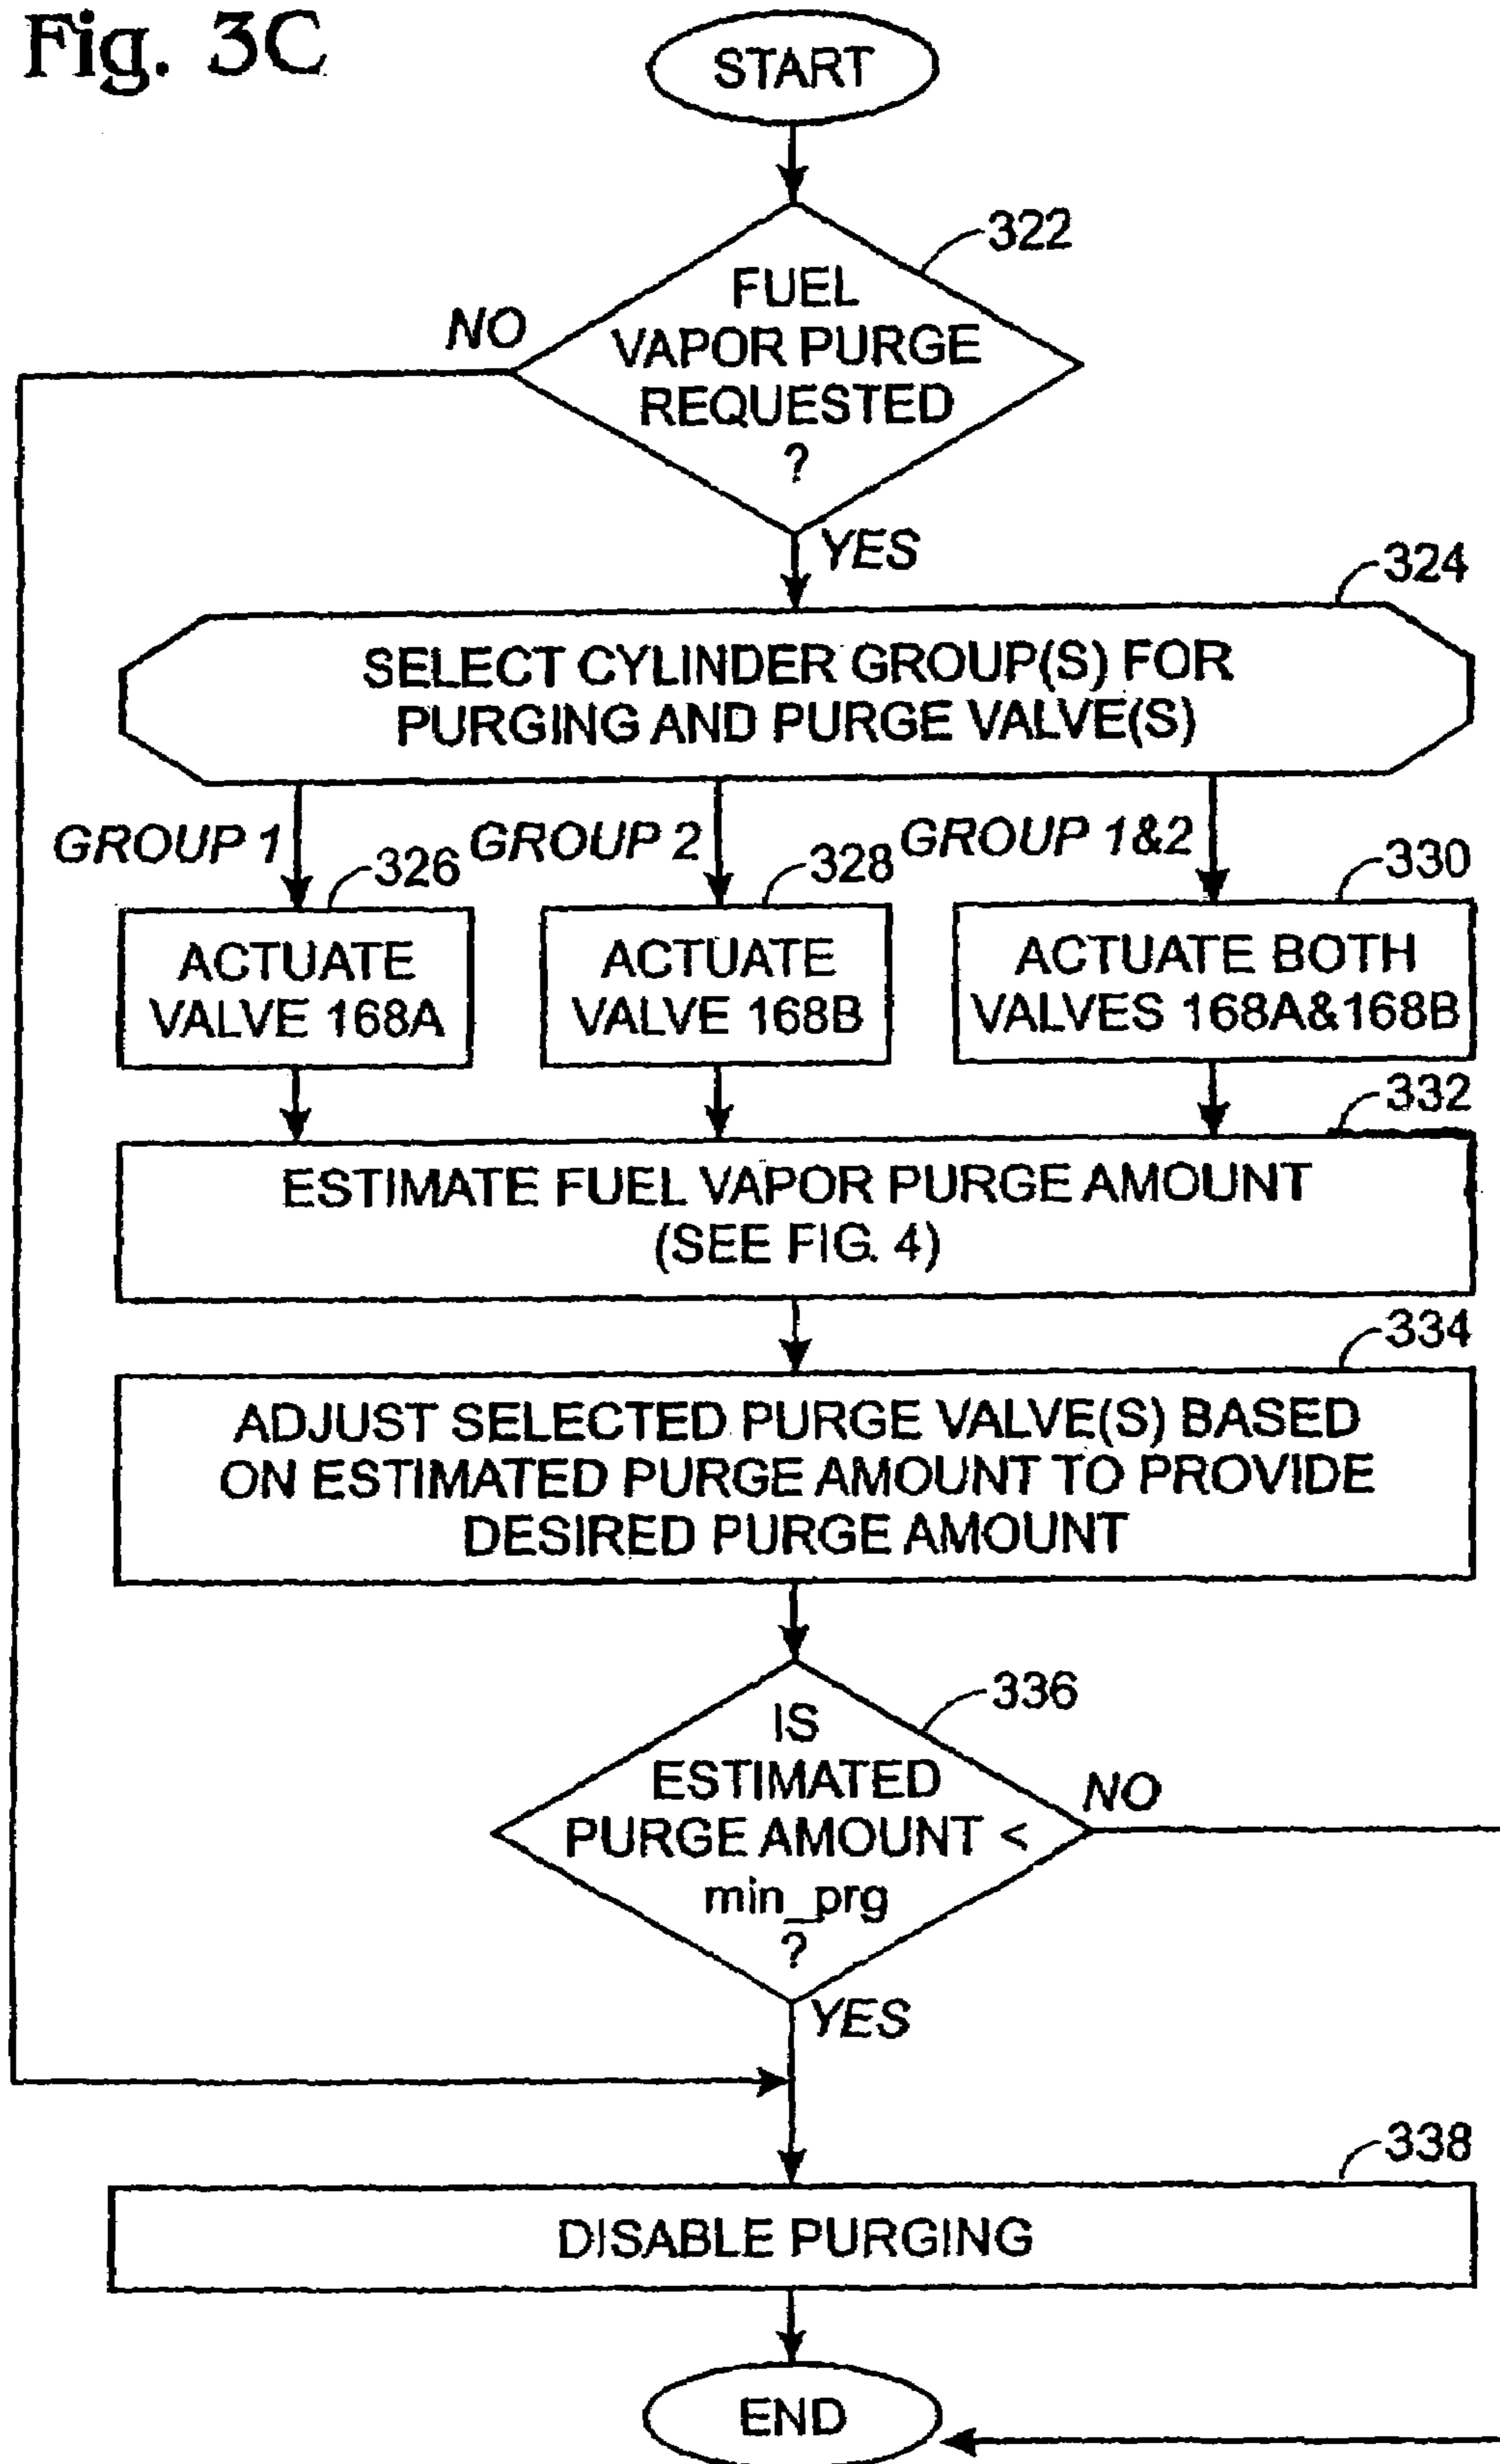 Fig. 3C
START
322
FUEL
VAPOR PURGE
REQUESTED
?
NO
YES
324
SELECT CYLINDER GROUP(S) FOR
PURGING AND PURGE VALVE(S)
GROUP 1
GROUP 2
GROUP 1&2
326
328
330
ACTUATE
VALVE 168A
ACTUATE
VALVE 168B
ACTUATE BOTH
VALVES 168A&168B
332
ESTIMATE FUEL VAPOR PURGE AMOUNT
(SEE FIG. 4)
334
ADJUST SELECTED PURGE VALVE(S) BASED
ON ESTIMATED PURGE AMOUNT TO PROVIDE
DESIRED PURGE AMOUNT
336
IS
ESTIMATED
PURGE AMOUNT <
min_prg
?
NO
YES
338
DISABLE PURGING
END